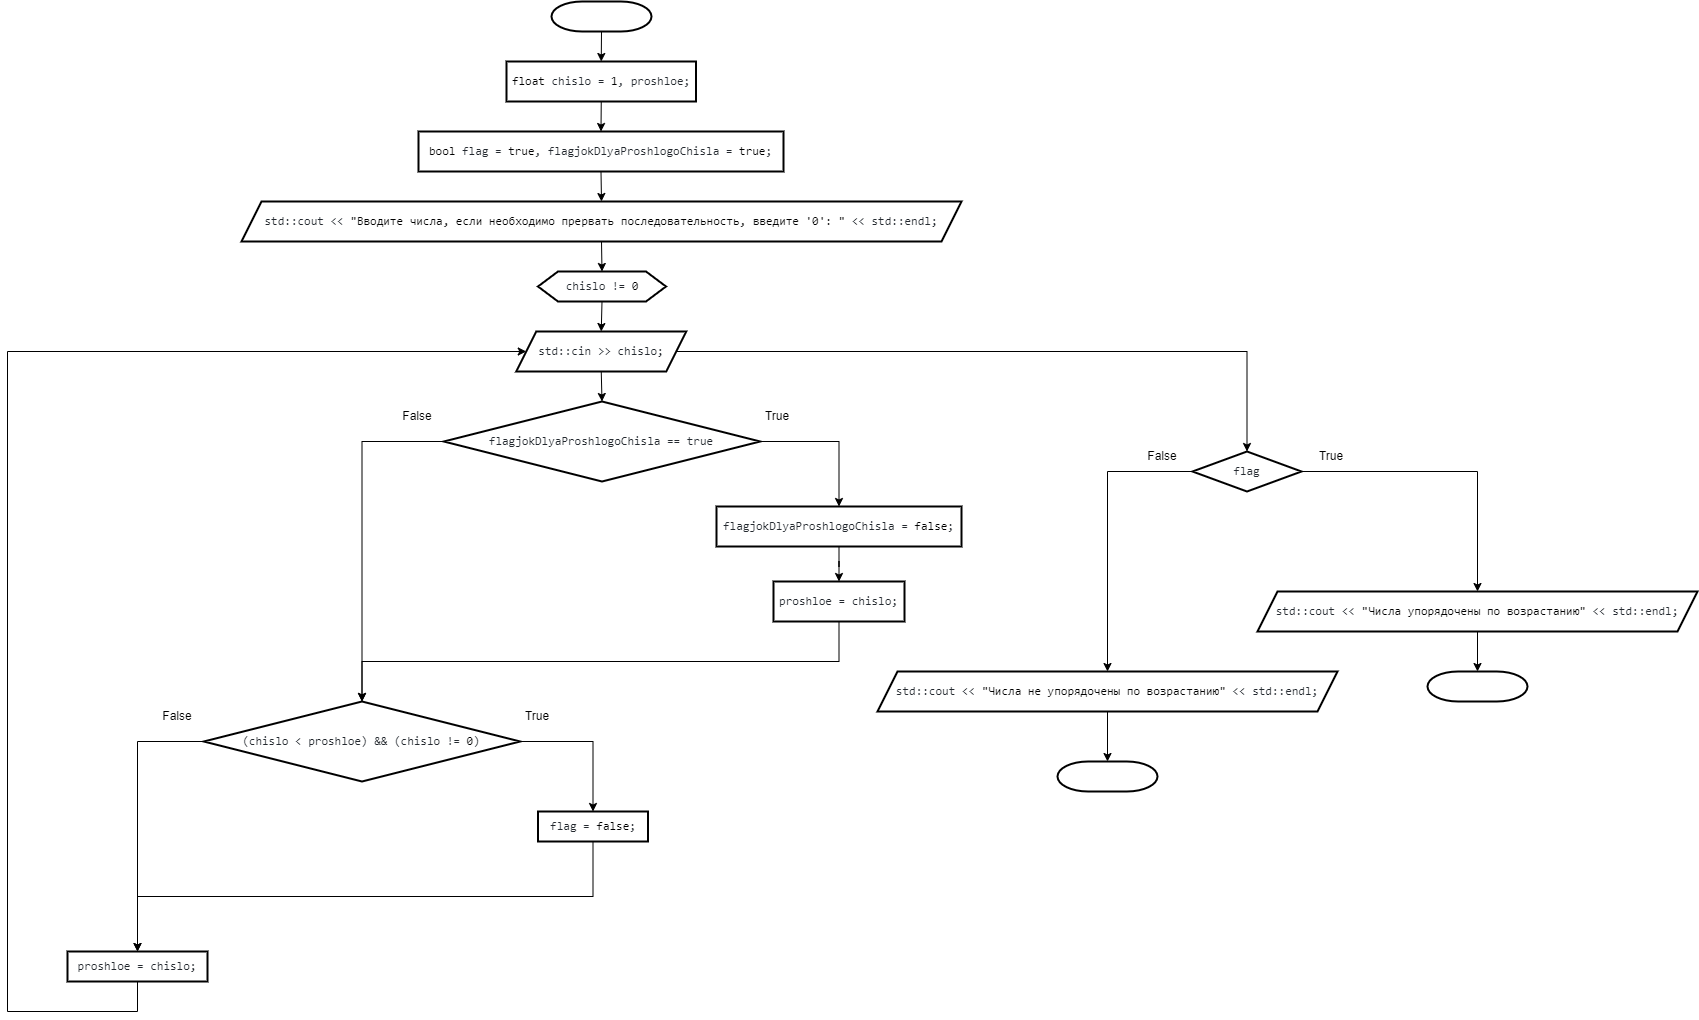 float chislo = 1, proshloe;
bool flag = true, flagjokDlyaProshlogoChisla = true;
std::cout << "Вводите числа, если необходимо прервать последовательность, введите '0': " << std::endl;
chislo != 0
std::cin >> chislo;
False
True
flagjokDlyaProshlogoChisla == true
False
True
flag
flagjokDlyaProshlogoChisla = false;
proshloe = chislo;
std::cout << "Числа упорядочены по возрастанию" << std::endl;
std::cout << "Числа не упорядочены по возрастанию" << std::endl;
False
True
(chislo < proshloe) && (chislo != 0)
flag = false;
proshloe = chislo;